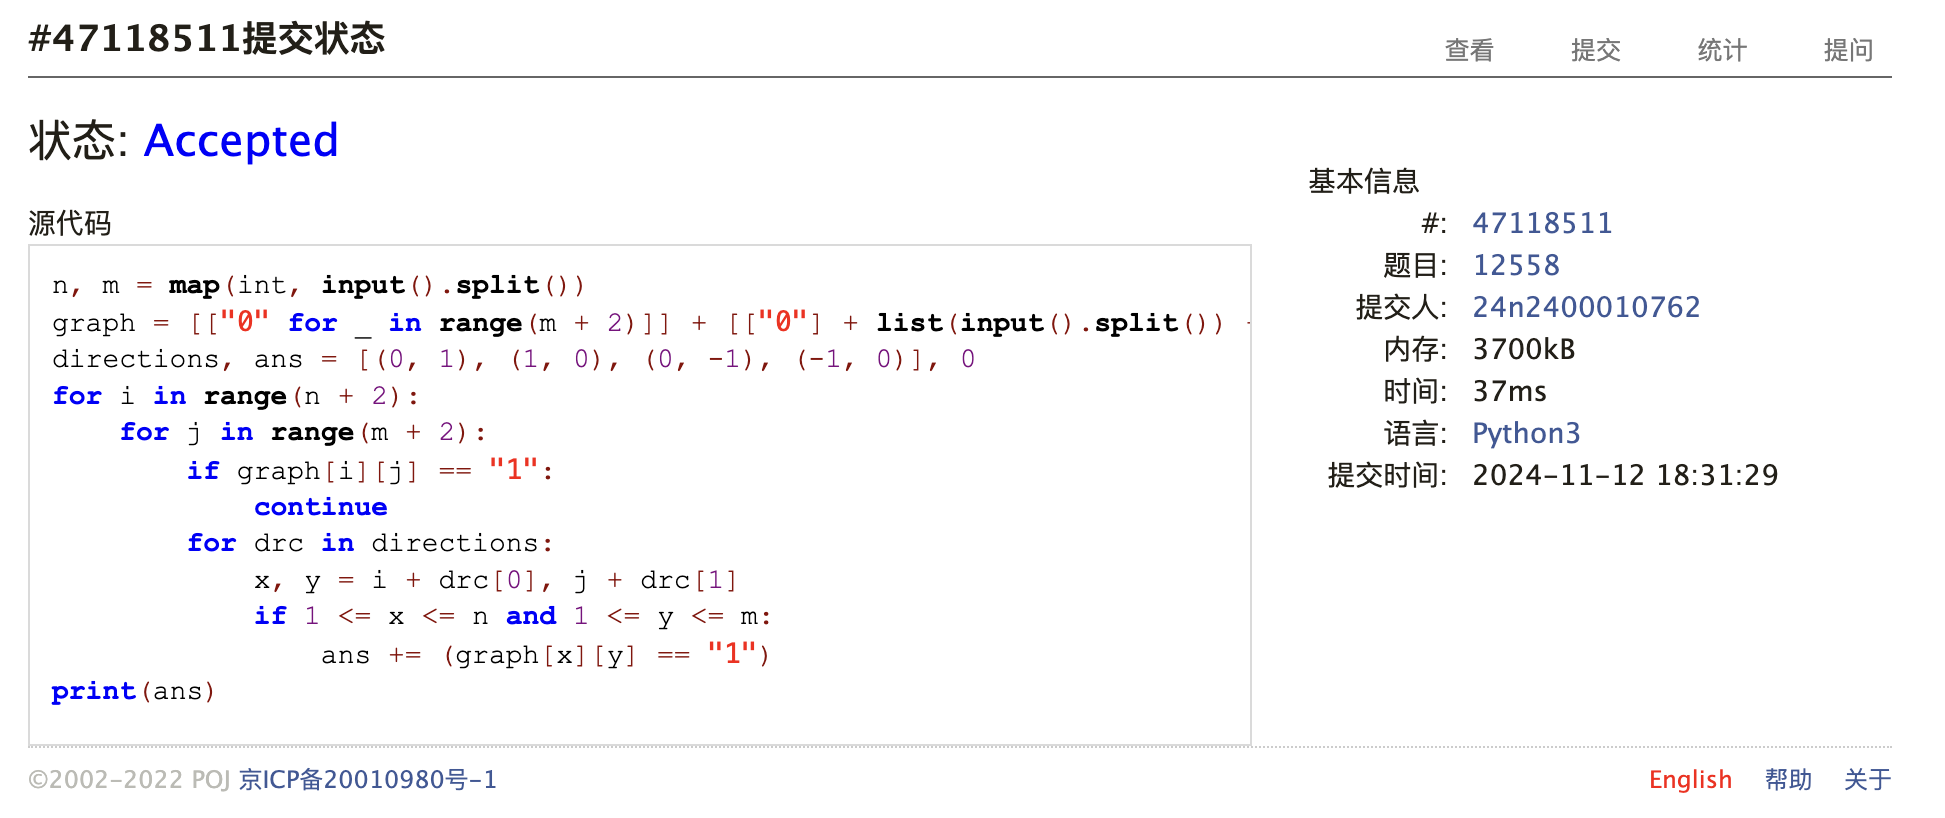 #47118511提交状态
查看 提交 统计 提问
状态: Accepted
源代码
n, m = map(int, input().split())
graph = [["0" for _ in range(m + 2)]] + [["0"] + list(input().split())
directions, ans = [(0, 1), (1, 0), (0, -1), (-1, 0)], 0
for i in range(n + 2):
    for j in range(m + 2):
        if graph[i][j] == "1":
            continue
        for drc in directions:
            x, y = i + drc[0], j + drc[1]
            if 1 <= x <= n and 1 <= y <= m:
                ans += (graph[x][y] == "1")
print(ans)
基本信息
#: 47118511
题目: 12558
提交人: 24n2400010762
内存: 3700kB
时间: 37ms
语言: Python3
提交时间: 2024-11-12 18:31:29
©2002-2022 POJ 京ICP备20010980号-1
English 帮助 关于